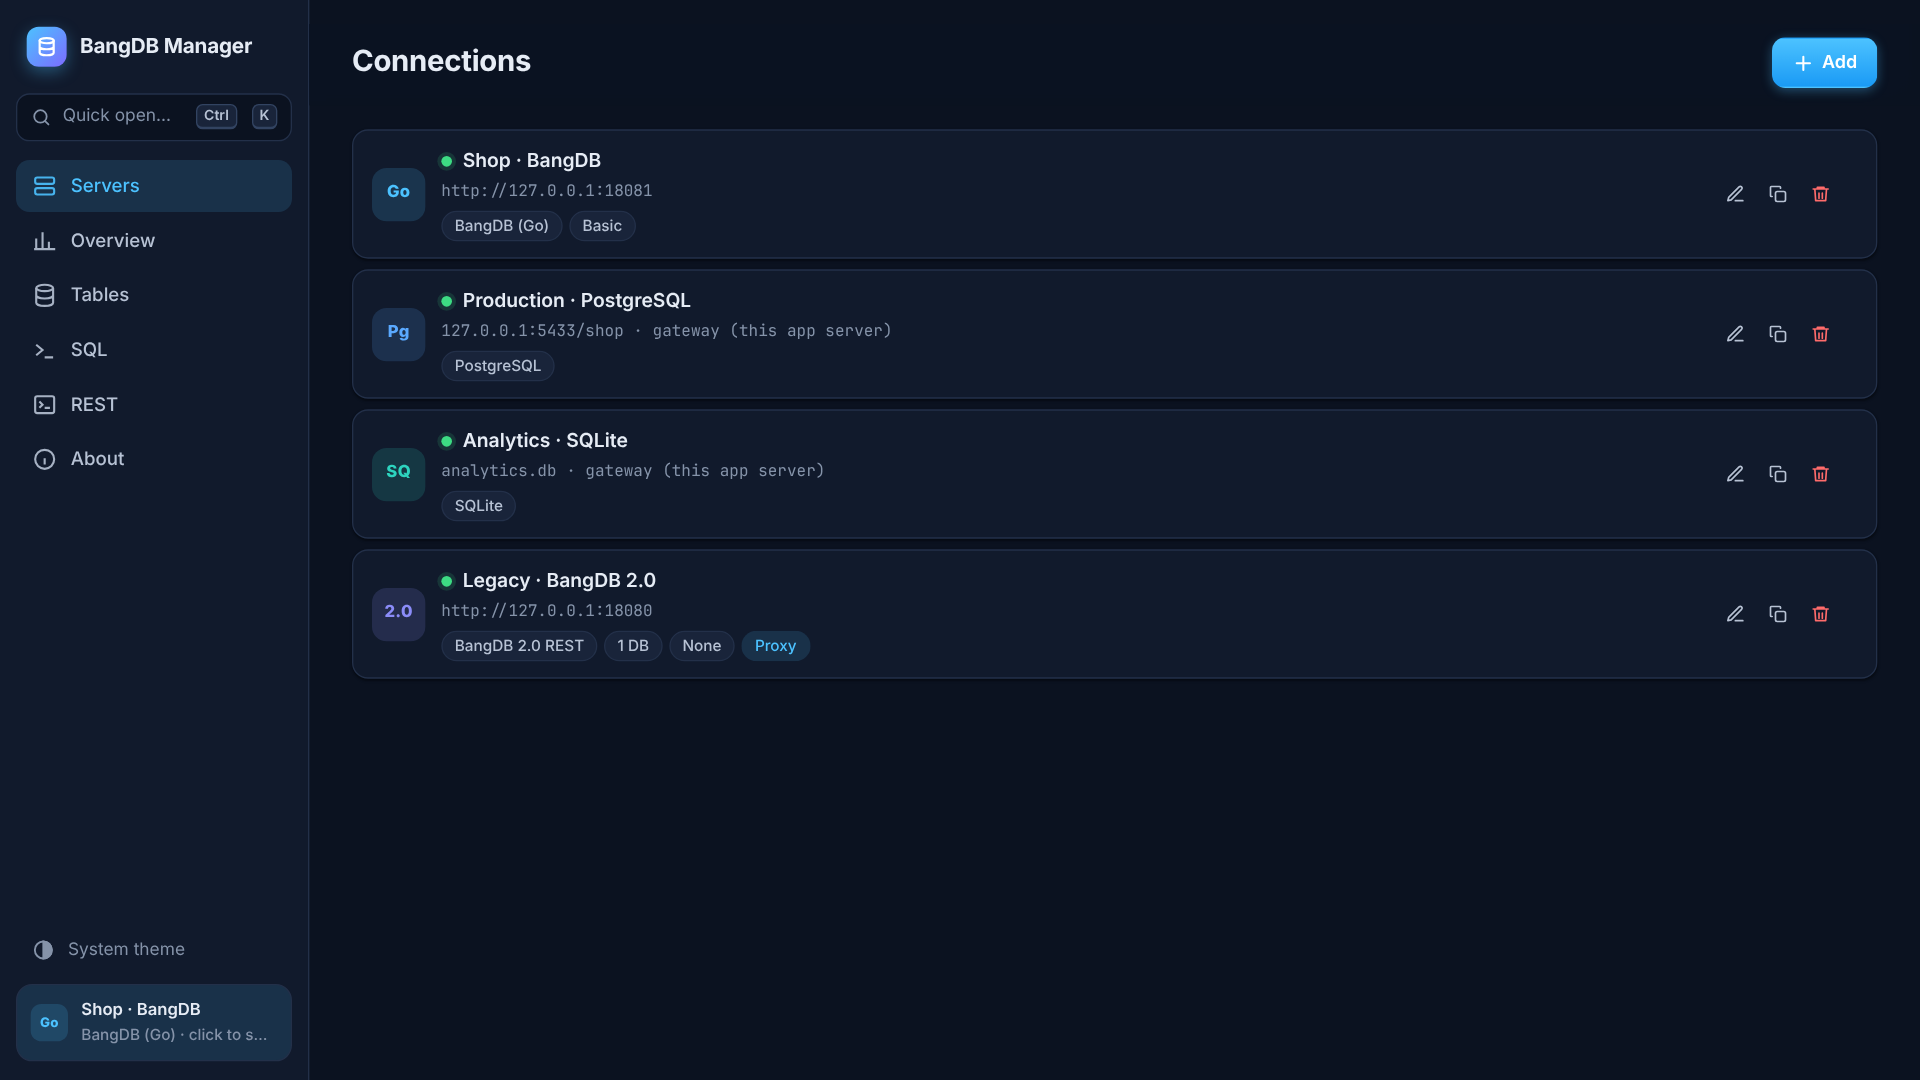 BangDB Manager
Quick open... Ctrl K
Servers
Overview
Tables
SQL
REST
About
System theme
Go
Shop · BangDB
BangDB (Go) · click to s...
Connections
Add
Go
Shop · BangDB
http://127.0.0.1:18081
BangDB (Go) Basic
Pg
Production · PostgreSQL
127.0.0.1:5433/shop · gateway (this app server)
PostgreSQL
SQ
Analytics · SQLite
analytics.db · gateway (this app server)
SQLite
2.0
Legacy · BangDB 2.0
http://127.0.0.1:18080
BangDB 2.0 REST 1 DB None Proxy